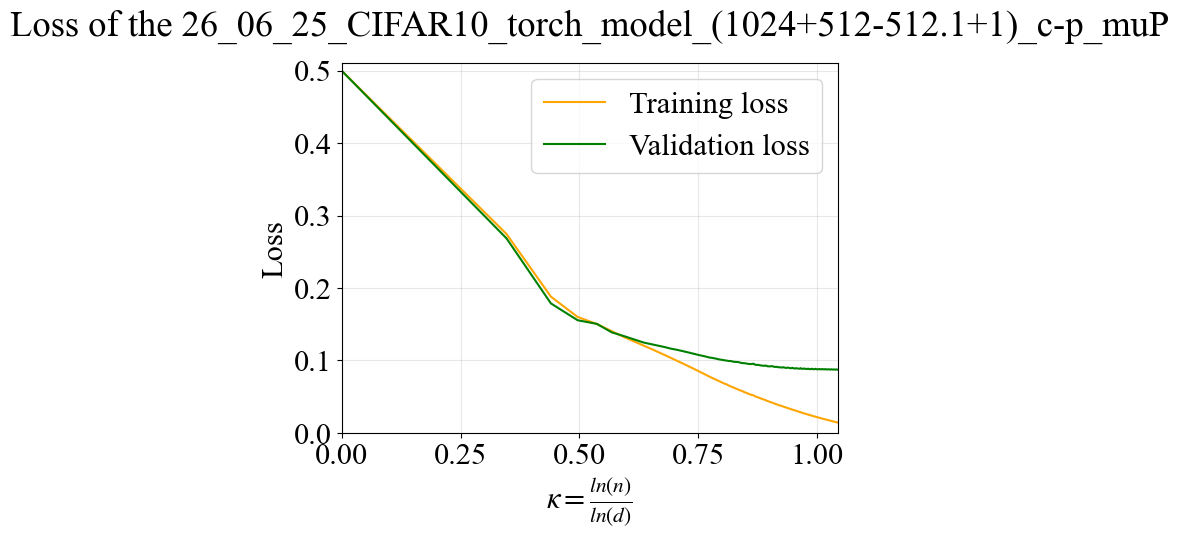 Loss of the 26_06_25_CIFAR10_torch_model_(1024+512-512.1+1)_c-p_muP
0.5
0.4
0.3
0.2
0.1
0.0
Loss
Training loss
Validation loss
0.00 0.25 0.50 0.75 1.00
κ = ln(n) / ln(d)